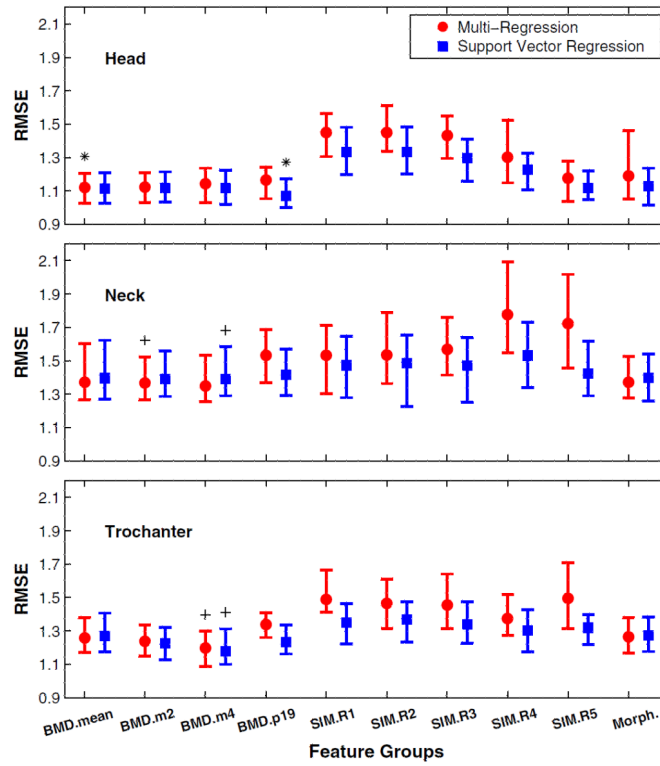 Multi-Regression
Support Vector Regression
Head
RMSE
2.1
1.9
1.7
1.5
1.3
1.1
0.9
*
*
Neck
RMSE
2.1
1.9
1.7
1.5
1.3
1.1
0.9
+
+
Trochanter
RMSE
2.1
1.9
1.7
1.5
1.3
1.1
0.9
+
+
BMD.mean BMD.m2 BMD.m4 BMD.p19 SIM.R1 SIM.R2 SIM.R3 SIM.R4 SIM.R5 Morph.
Feature Groups